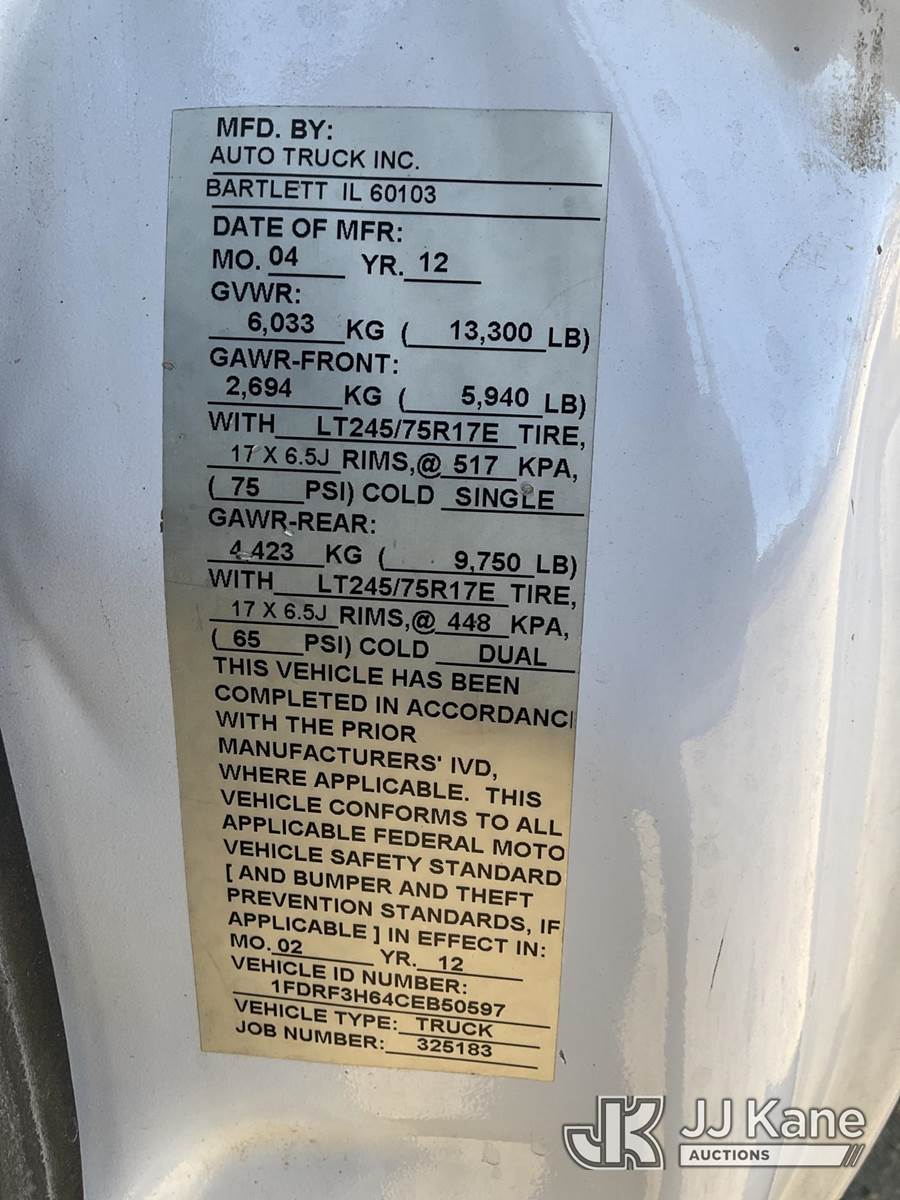 MFD. BY:
AUTO TRUCK INC.
BARTLETT IL 60103
DATE OF MFR:
MO. 04 YR. 12
GVWR:
6,033 KG ( 13,300 LB)
GAWR-FRONT:
2,694 KG ( 5,940 LB)
WITH LT245/75R17E TIRE,
17 X 6.5J RIMS,@ 517 KPA,
( 75 PSI) COLD SINGLE
GAWR-REAR:
4,423 KG ( 9,750 LB)
WITH LT245/75R17E TIRE,
17 X 6.5J RIMS,@ 448 KPA,
( 65 PSI) COLD DUAL
THIS VEHICLE HAS BEEN
COMPLETED IN ACCORDANC
WITH THE PRIOR
MANUFACTURERS' IVD,
WHERE APPLICABLE. THIS
VEHICLE CONFORMS TO ALL
APPLICABLE FEDERAL MOTO
VEHICLE SAFETY STANDARD
[ AND BUMPER AND THEFT
PREVENTION STANDARDS, IF
APPLICABLE ] IN EFFECT IN:
MO. 02 YR. 12
VEHICLE ID NUMBER:
1FDRF3H64CEB50597
VEHICLE TYPE: TRUCK
JOB NUMBER: 325183
JK JJ Kane
AUCTIONS